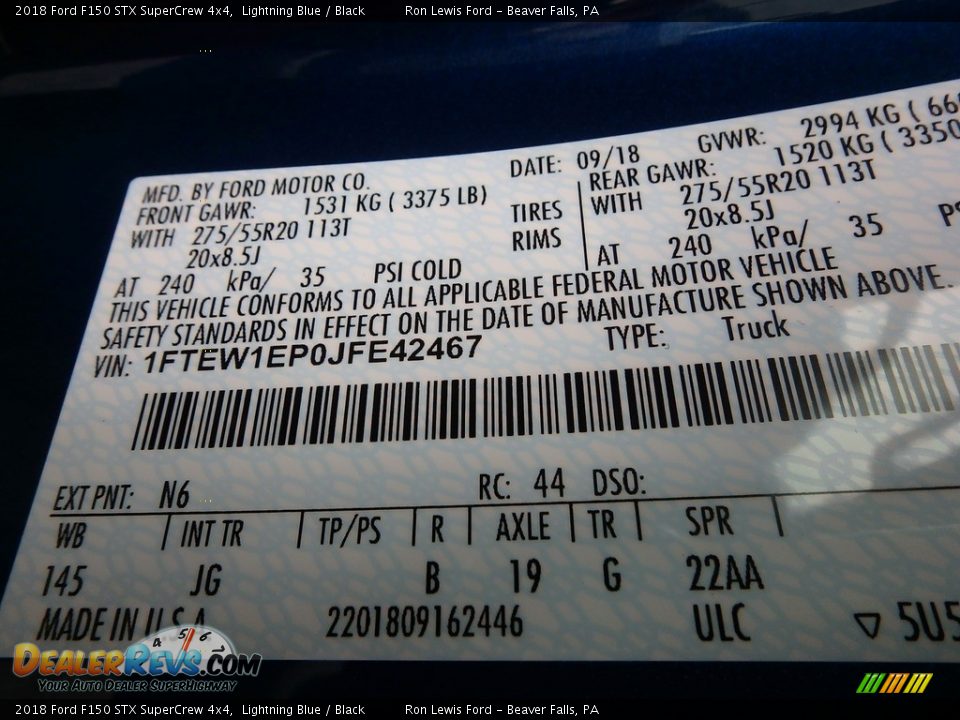 2018 Ford F150 STX SuperCrew 4x4, Lightning Blue / Black Ron Lewis Ford - Beaver Falls, PA
MFD. BY FORD MOTOR CO. DATE: 09/18 GVWR: 2994 KG (
FRONT GAWR: 1531 KG ( 3375 LB) REAR GAWR: 1520 KG ( 3350
WITH 275/55R20 113T TIRES WITH 275/55R20 113T
20x8.5J RIMS 20x8.5J
AT 240 kPa/ 35 PSI COLD AT 240 kPa/ 35
THIS VEHICLE CONFORMS TO ALL APPLICABLE FEDERAL MOTOR VEHICLE
SAFETY STANDARDS IN EFFECT ON THE DATE OF MANUFACTURE SHOWN ABOVE.
VIN: 1FTEW1EP0JFE42467 TYPE: Truck
EXT PNT: N6 RC: 44 DSO:
WB INT TR TP/PS R AXLE TR SPR
145 JG B 19 G 22AA
MADE IN U.S.A. 2201809162446 ULC ▽ 5U5
4 5 6 7
DealerRevs.com
Your Auto Dealer SuperHighway
2018 Ford F150 STX SuperCrew 4x4, Lightning Blue / Black Ron Lewis Ford - Beaver Falls, PA